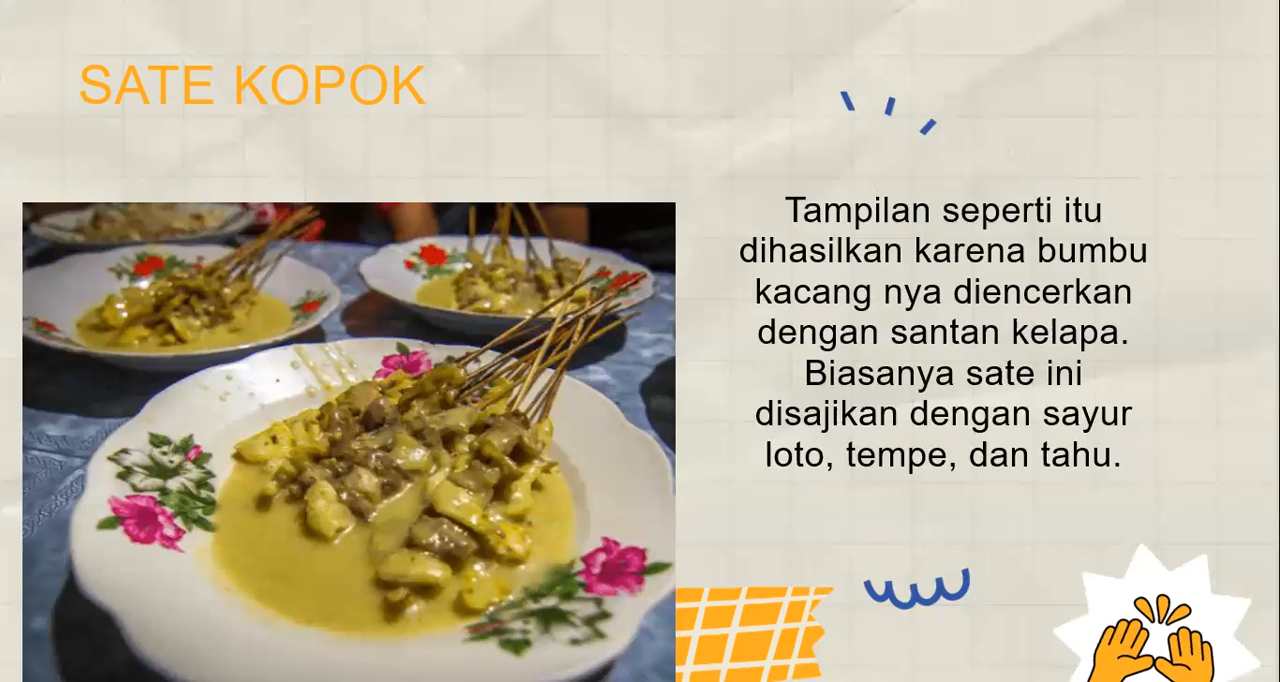 SATE KOPOK
Tampilan seperti itu
dihasilkan karena bumbu
kacang nya diencerkan
dengan santan kelapa.
Biasanya sate ini
disajikan dengan sayur
loto, tempe, dan tahu.